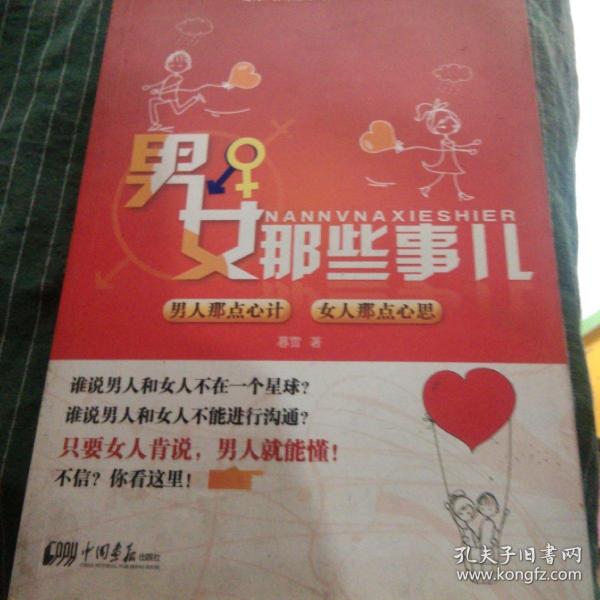 男女那些事儿
NANNVNAXIESHIER
男人那点心计 女人那点心思
暮雪 著
谁说男人和女人不在一个星球?
谁说男人和女人不能进行沟通?
只要女人肯说,男人就能懂!
不信?你看这里!
中国画报出版社
孔夫子旧书网
www.kongfz.com